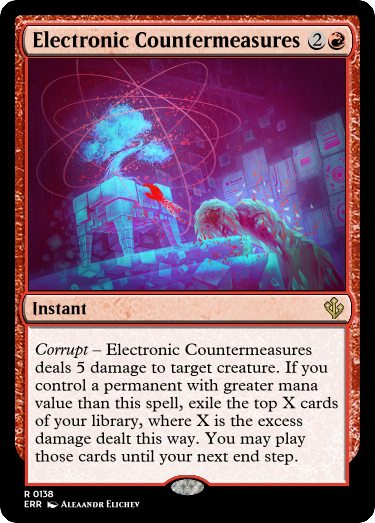 Electronic Countermeasures 2
Instant
Corrupt – Electronic Countermeasures
deals 5 damage to target creature. If you
control a permanent with greater mana
value than this spell, exile the top X cards
of your library, where X is the excess
damage dealt this way. You may play
those cards until your next end step.
R 0138
ERR Aleaandr Elichev